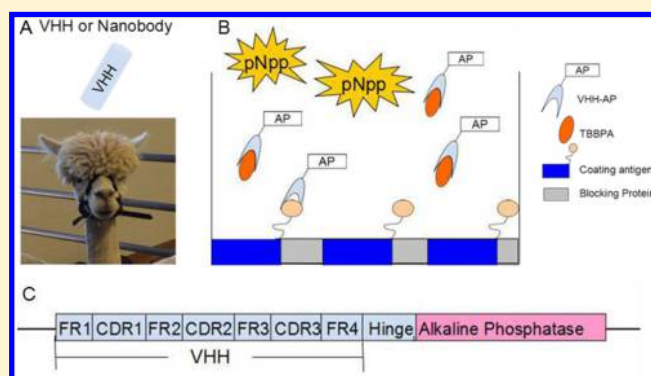 A VHH or Nanobody
VHH
B
pNpp
pNpp
AP
AP
AP
AP
AP
VHH-AP
TBBPA
Coating antigen
Blocking Protein
C
FR1 CDR1 FR2 CDR2 FR3 CDR3 FR4 Hinge Alkaline Phosphatase
VHH